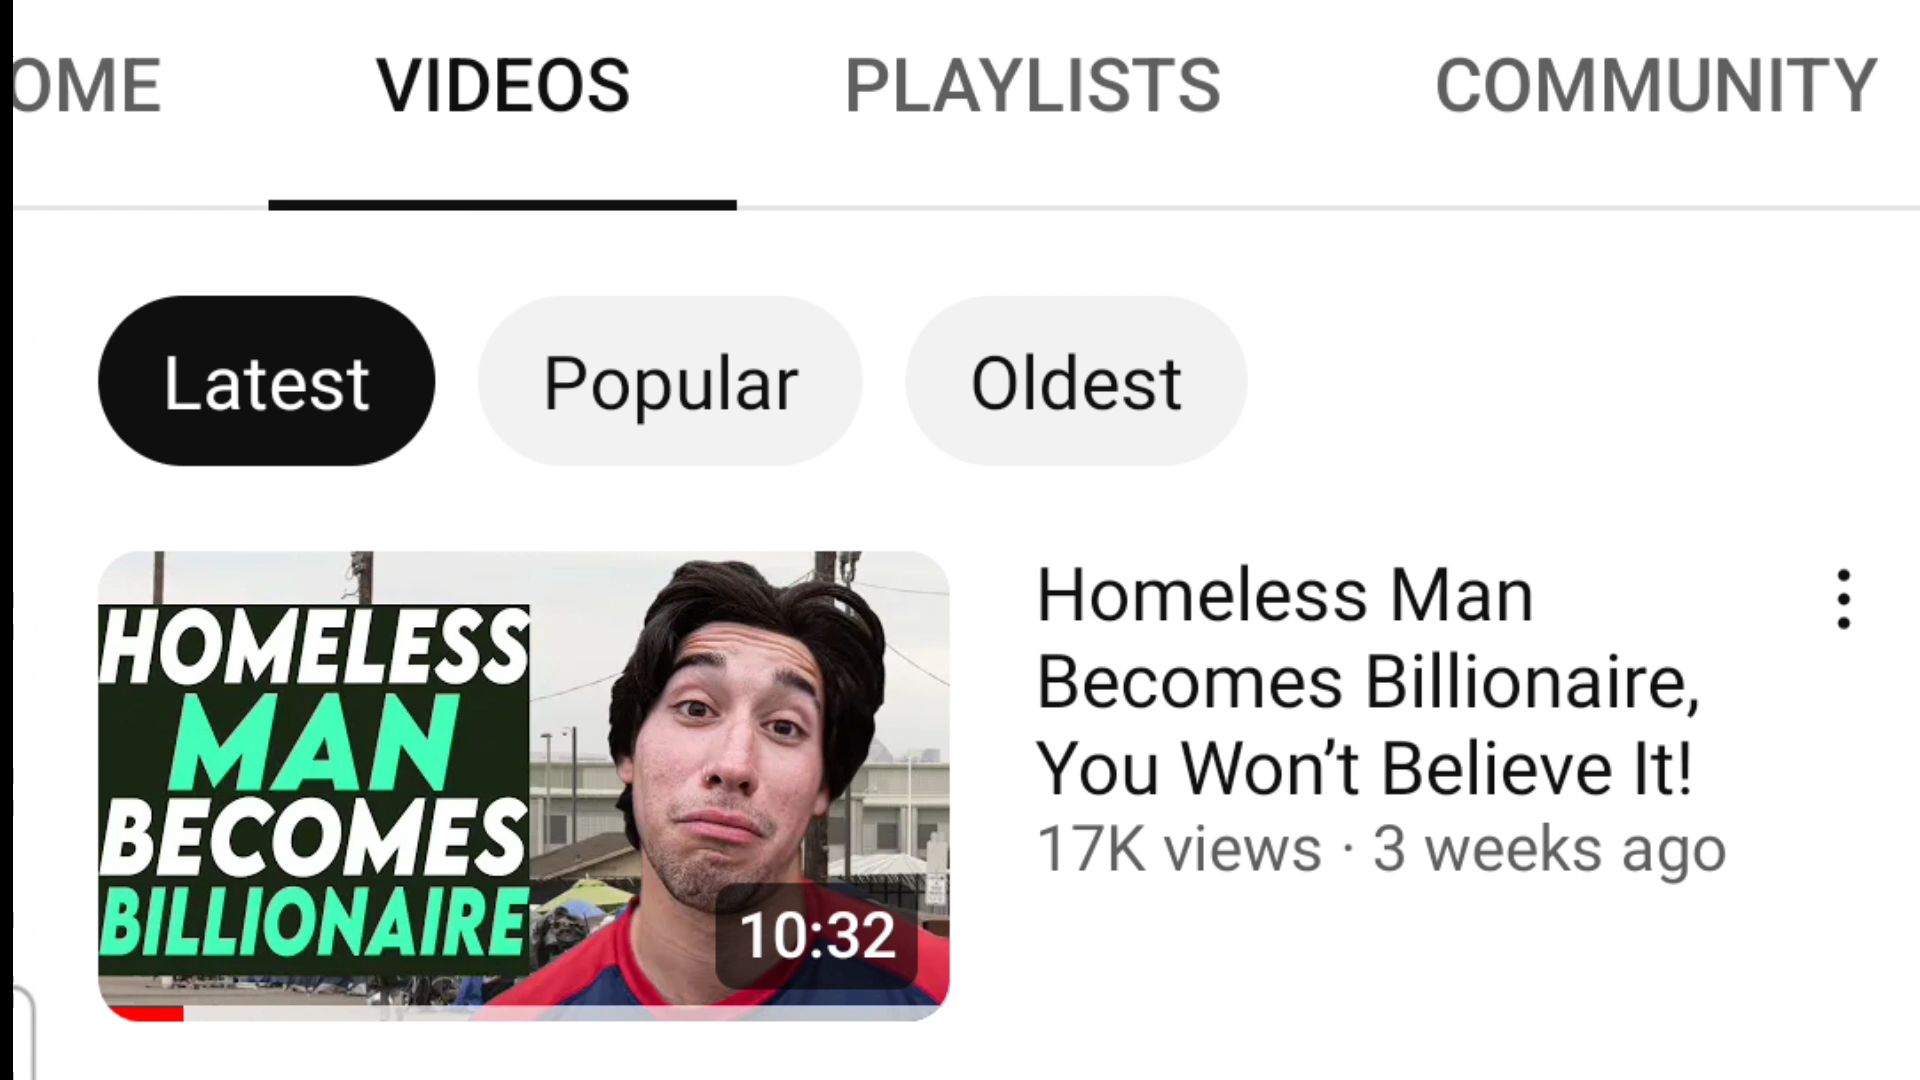 OME
VIDEOS
PLAYLISTS
COMMUNITY
Latest
Popular
Oldest
HOMELESS
MAN
BECOMES
BILLIONAIRE
10:32
Homeless Man
Becomes Billionaire,
You Won’t Believe It!
17K views · 3 weeks ago